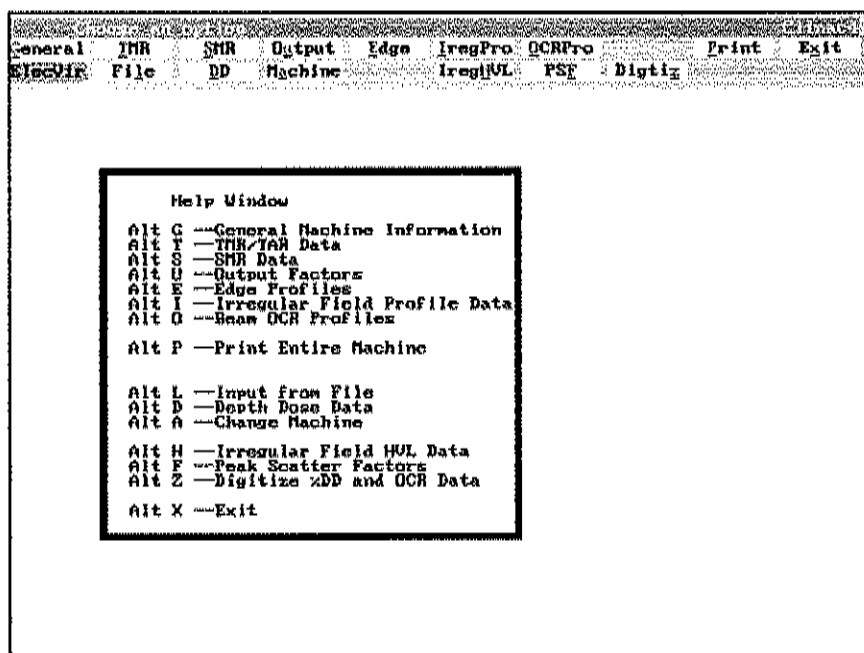 General TMR SMR Output Edge IregPro OCRPro Print Exit
ElecVir File DD Machine IregHVL PSF Digtiz
Help Window
Alt G —General Machine Information
Alt T —TMR/TAR Data
Alt S —SMR Data
Alt U —Output Factors
Alt E —Edge Profiles
Alt I —Irregular Field Profile Data
Alt O —Beam OCR Profiles
Alt P —Print Entire Machine
Alt L —Input from File
Alt D —Depth Dose Data
Alt A —Change Machine
Alt H —Irregular Field HVL Data
Alt F —Peak Scatter Factors
Alt Z —Digitize %DD and OCR Data
Alt X —Exit